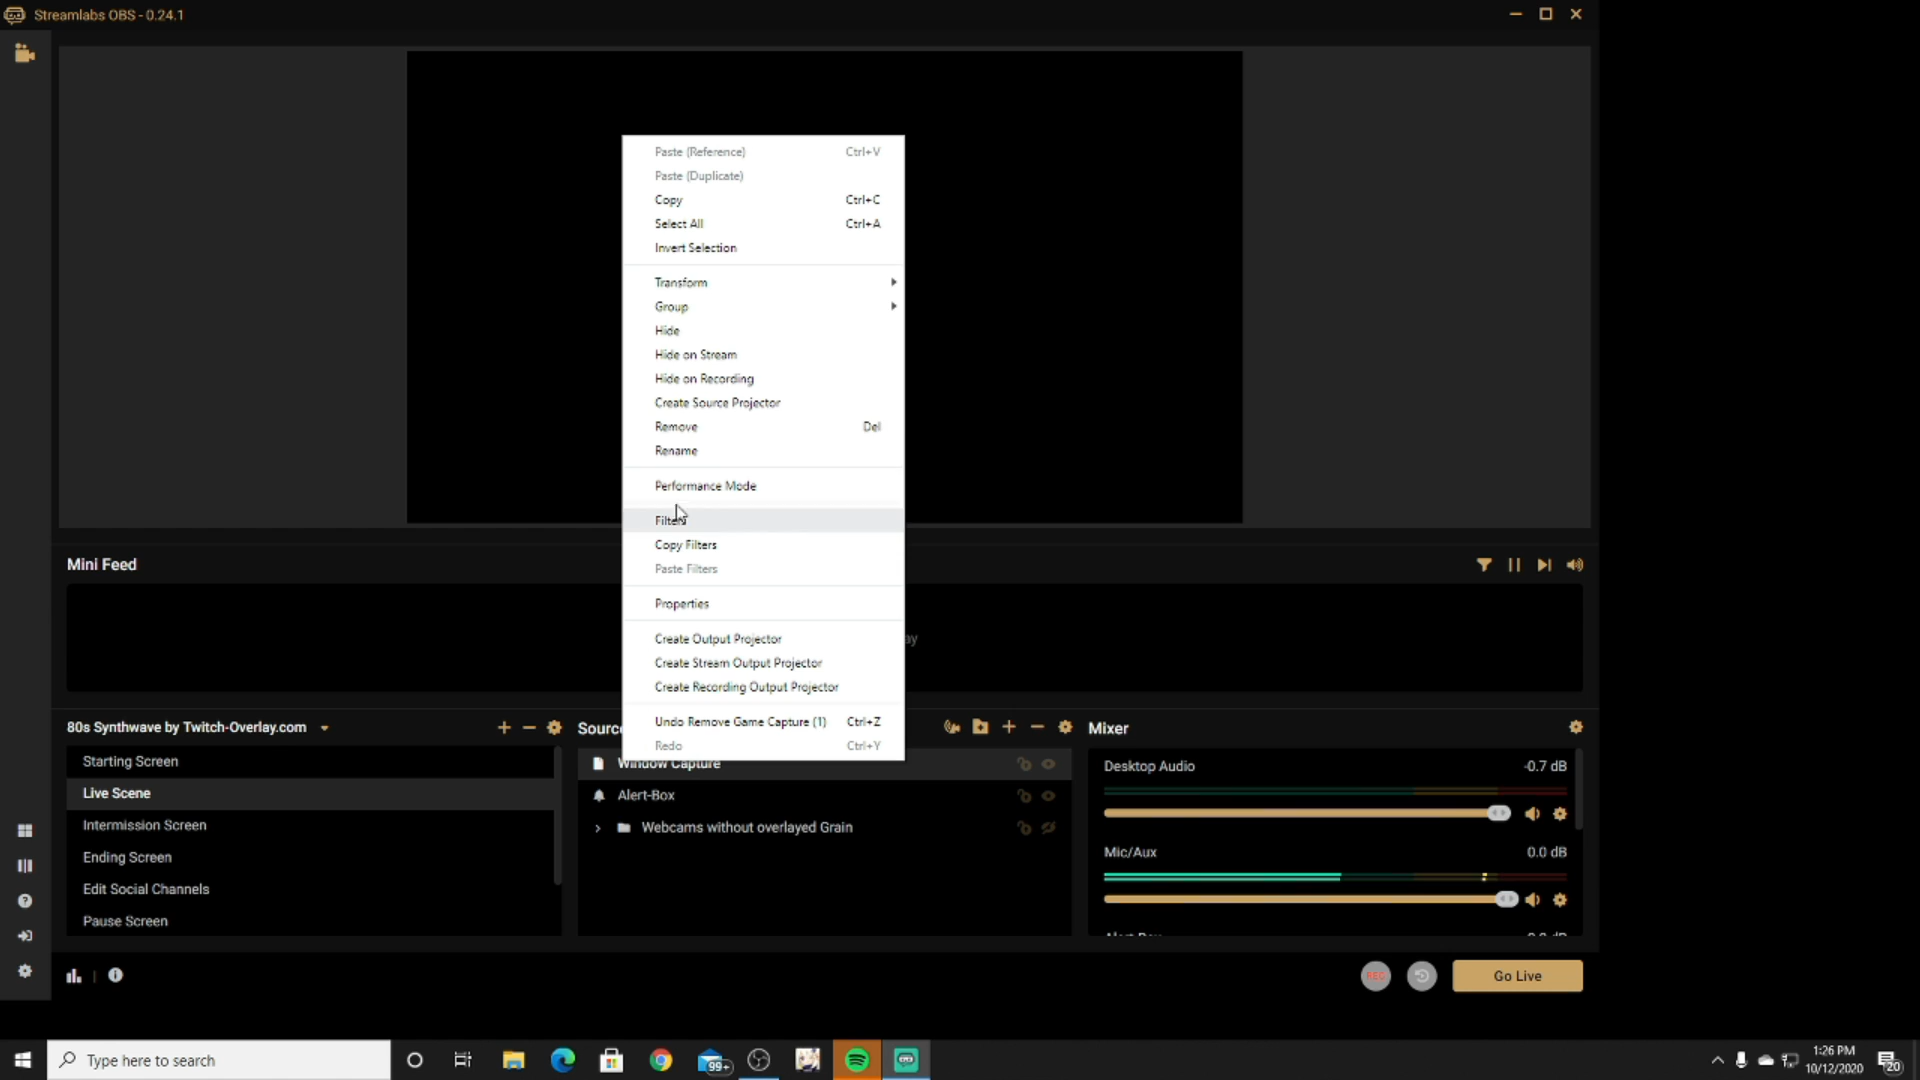 Streamlabs OBS - 0.24.1
Paste (Reference) Ctrl+V
Paste (Duplicate)
Copy Ctrl+C
Select All Ctrl+A
Invert Selection
Transform
Group
Hide
Hide on Stream
Hide on Recording
Create Source Projector
Remove Del
Rename
Performance Mode
Filters
Copy Filters
Paste Filters
Properties
Create Output Projector
Create Stream Output Projector
Create Recording Output Projector
Undo Remove Game Capture (1) Ctrl+Z
Redo Ctrl+Y
Mini Feed
80s Synthwave by Twitch-Overlay.com
Starting Screen
Live Scene
Intermission Screen
Ending Screen
Edit Social Channels
Pause Screen
Window Capture
Alert-Box
Webcams without overlayed Grain
Mixer
Desktop Audio -0.7 dB
Mic/Aux 0.0 dB
REC
Go Live
Type here to search
99+
1:26 PM
10/12/2020
20